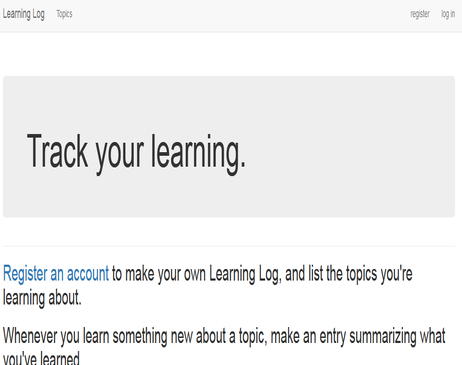 Learning Log Topics register log in
Track your learning.
Register an account to make your own Learning Log, and list the topics you're
learning about.
Whenever you learn something new about a topic, make an entry summarizing what
you've learned